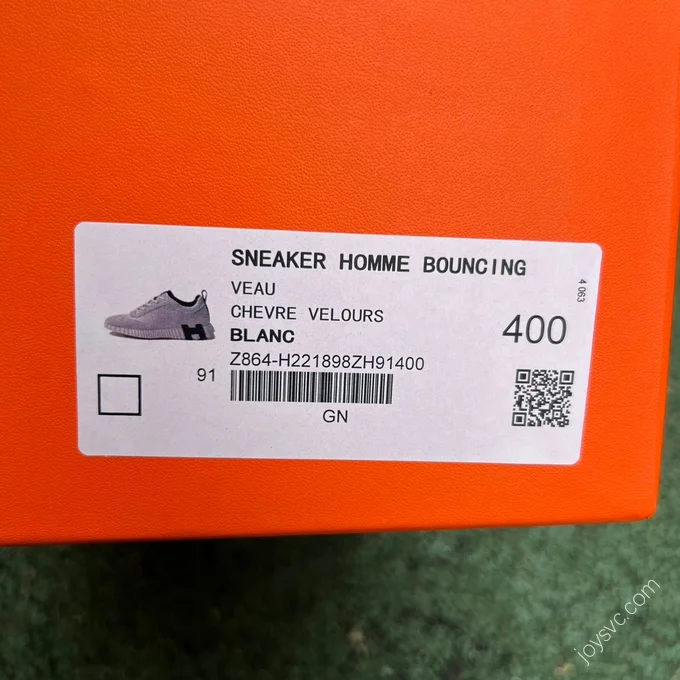 SNEAKER HOMME BOUNCING
VEAU
CHEVRE VELOURS
BLANC
Z864-H221898ZH91400
91
GN
400
4 063
joysvc.com